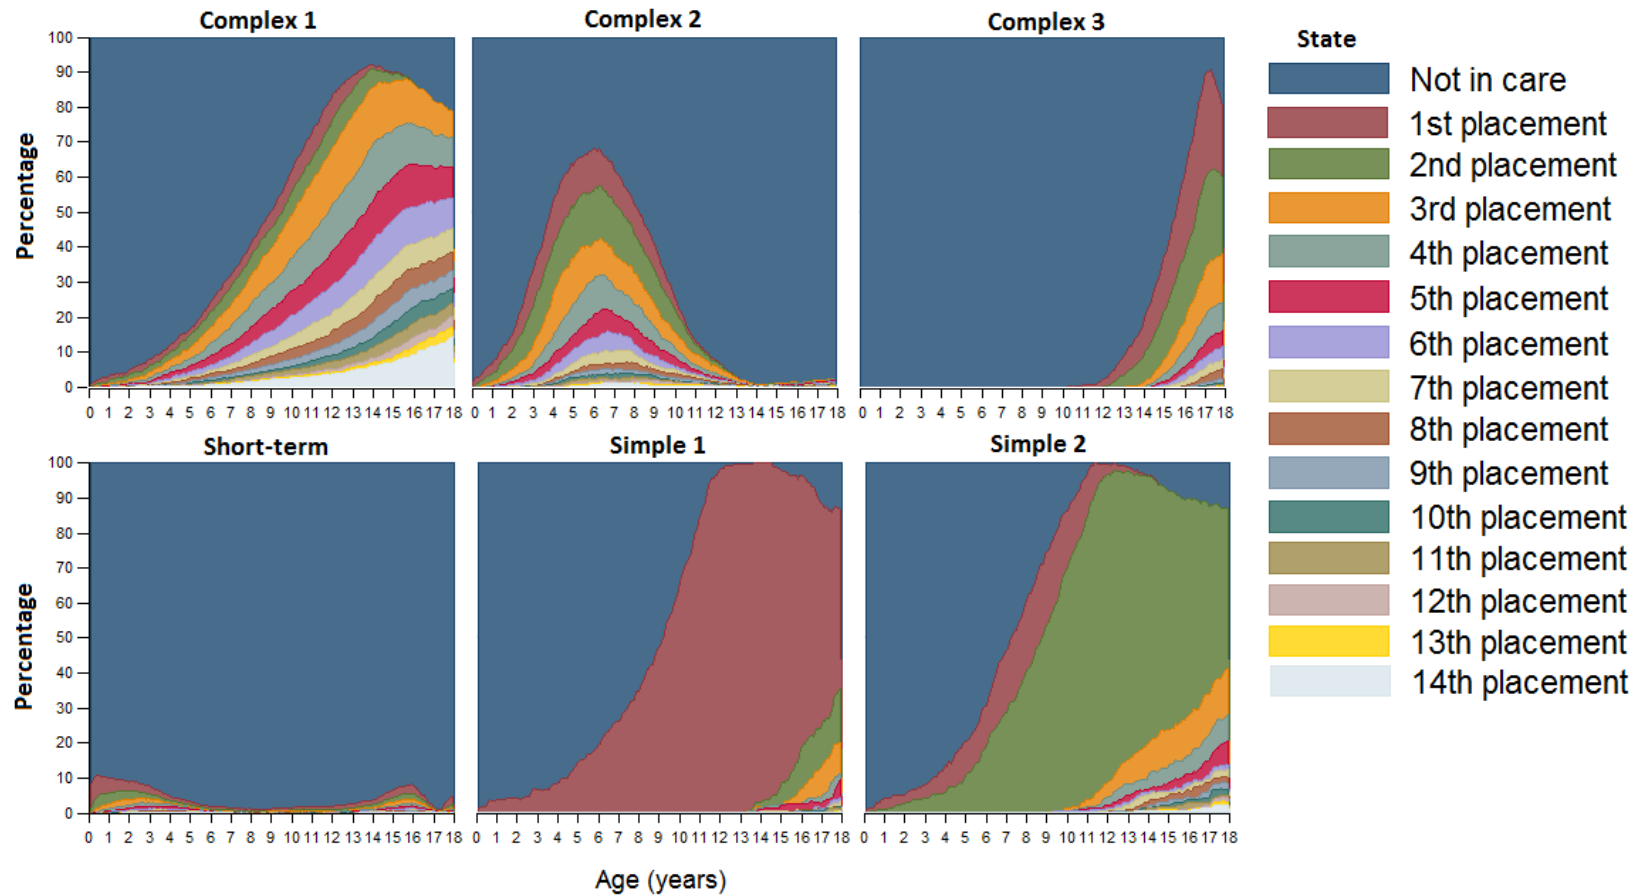 Complex 1
Complex 2
Complex 3
Percentage
100
90
80
70
60
50
40
30
20
10
0
0 1 2 3 4 5 6 7 8 9 10 11 12 13 14 15 16 17 18
0 1 2 3 4 5 6 7 8 9 10 11 12 13 14 15 16 17 18
0 1 2 3 4 5 6 7 8 9 10 11 12 13 14 15 16 17 18
Short-term
Simple 1
Simple 2
Percentage
100
90
80
70
60
50
40
30
20
10
0
0 1 2 3 4 5 6 7 8 9 10 11 12 13 14 15 16 17 18
0 1 2 3 4 5 6 7 8 9 10 11 12 13 14 15 16 17 18
0 1 2 3 4 5 6 7 8 9 10 11 12 13 14 15 16 17 18
Age (years)
State
Not in care
1st placement
2nd placement
3rd placement
4th placement
5th placement
6th placement
7th placement
8th placement
9th placement
10th placement
11th placement
12th placement
13th placement
14th placement